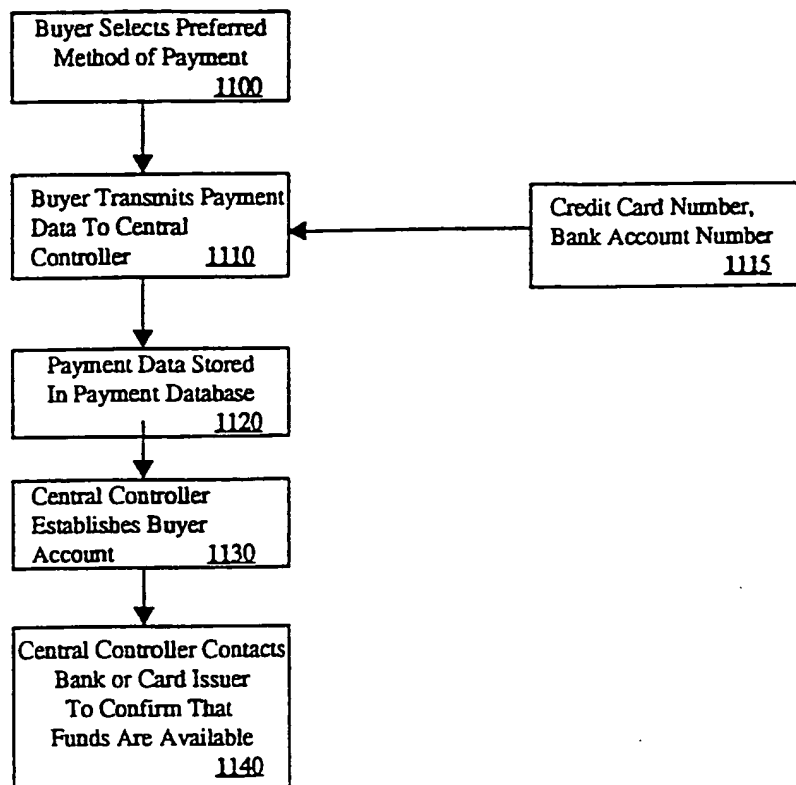 Buyer Selects Preferred
Method of Payment
1100
Buyer Transmits Payment
Data To Central
Controller 1110
Credit Card Number,
Bank Account Number
1115
Payment Data Stored
In Payment Database
1120
Central Controller
Establishes Buyer
Account 1130
Central Controller Contacts
Bank or Card Issuer
To Confirm That
Funds Are Available
1140